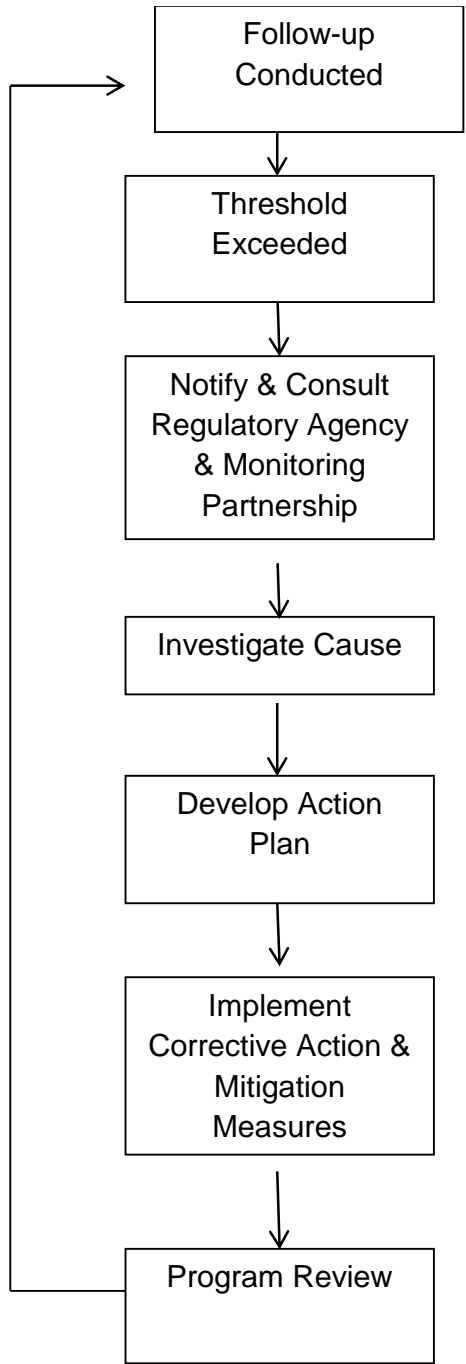 Follow-up
Conducted
Threshold
Exceeded
Notify & Consult
Regulatory Agency
& Monitoring
Partnership
Investigate Cause
Develop Action
Plan
Implement
Corrective Action &
Mitigation
Measures
Program Review